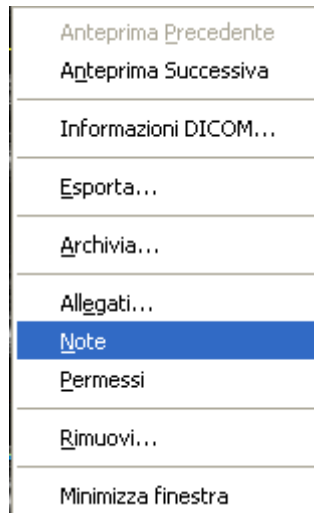 Anteprima Precedente
Anteprima Successiva
Informazioni DICOM...
Esporta...
Archivia...
Allegati...
Note
Permessi
Rimuovi...
Minimizza finestra